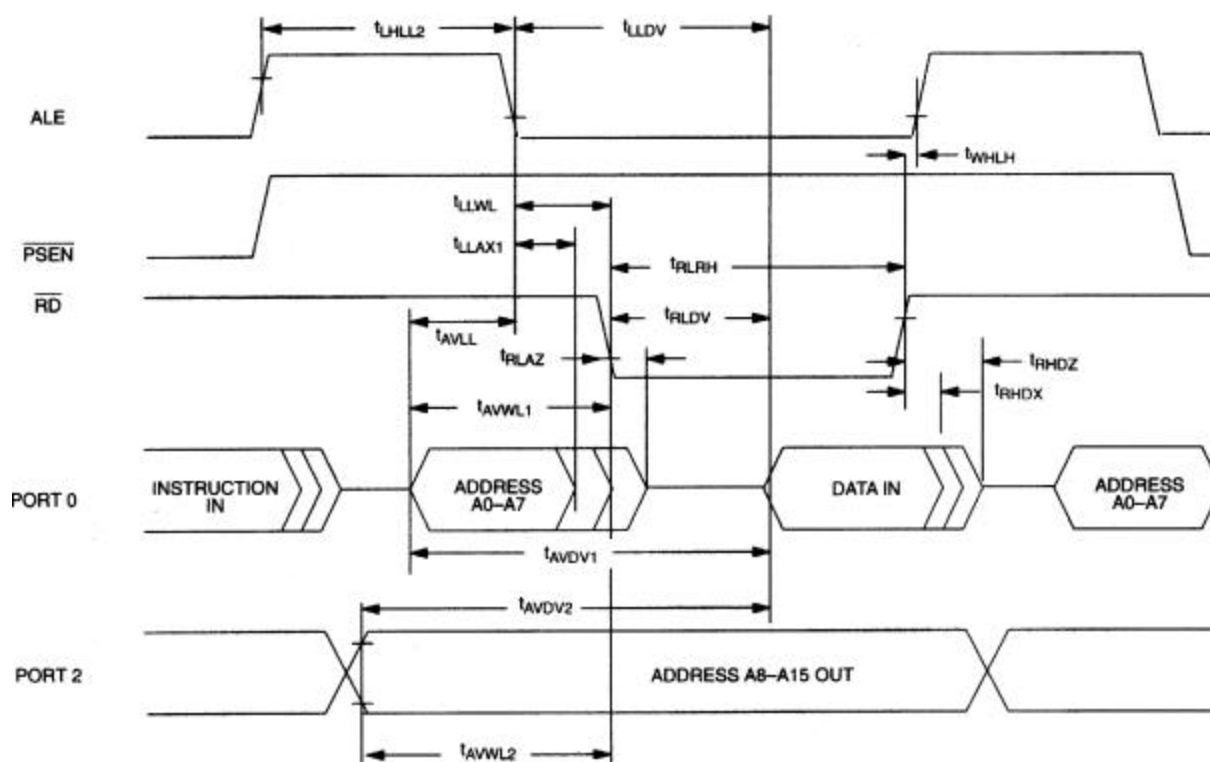 tLHLL2
tLLDV
ALE
tWHLH
tLLWL
PSEN
tLLAX1
tRLRH
RD
tAVLL
tRLDV
tRLAZ
tRHDZ
tRHDX
tAVWL1
PORT 0
INSTRUCTION
IN
ADDRESS
A0–A7
DATA IN
ADDRESS
A0–A7
tAVDV1
tAVDV2
PORT 2
ADDRESS A8–A15 OUT
tAVWL2